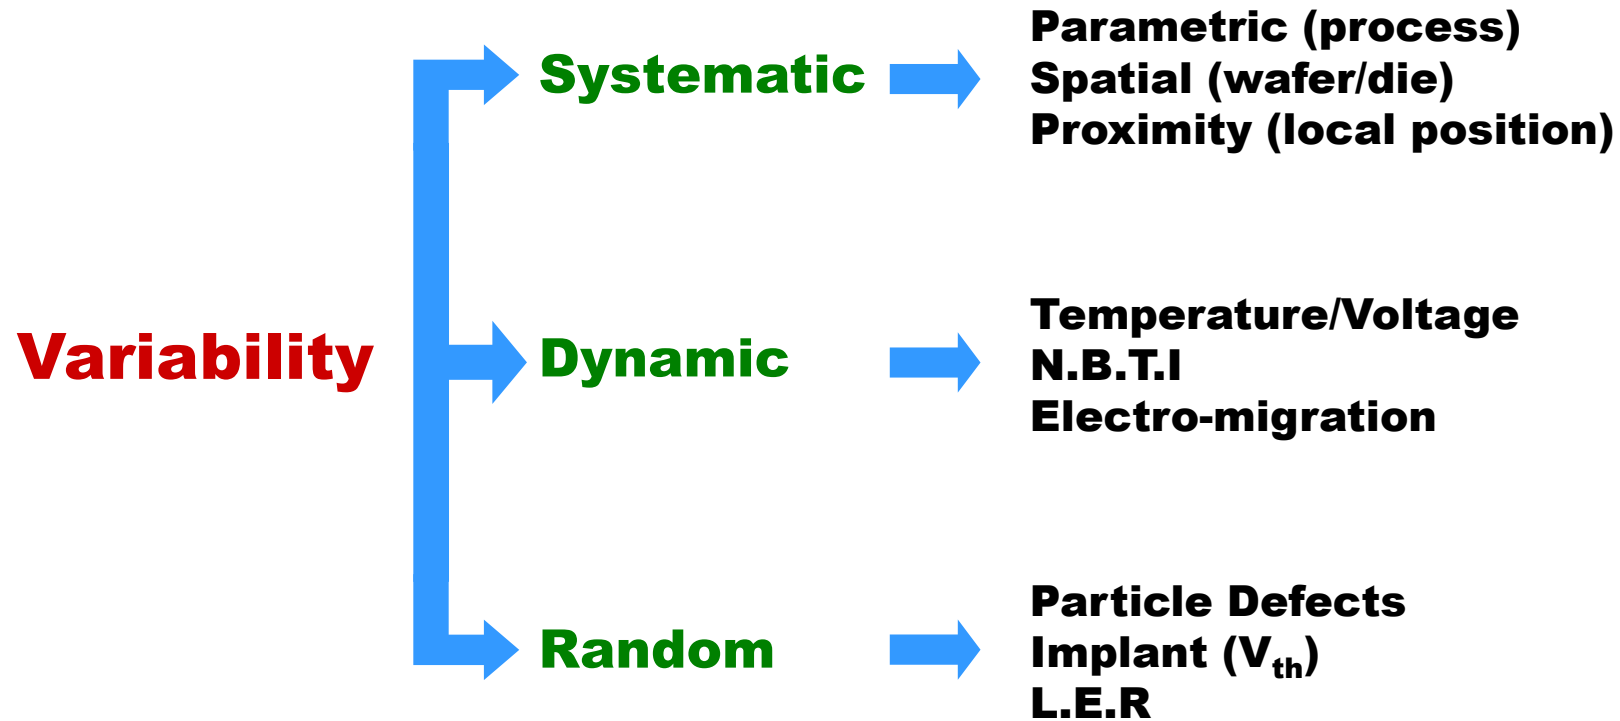 Variability
Systematic
Parametric (process)
Spatial (wafer/die)
Proximity (local position)
Dynamic
Temperature/Voltage
N.B.T.I
Electro-migration
Random
Particle Defects
Implant (Vth)
L.E.R